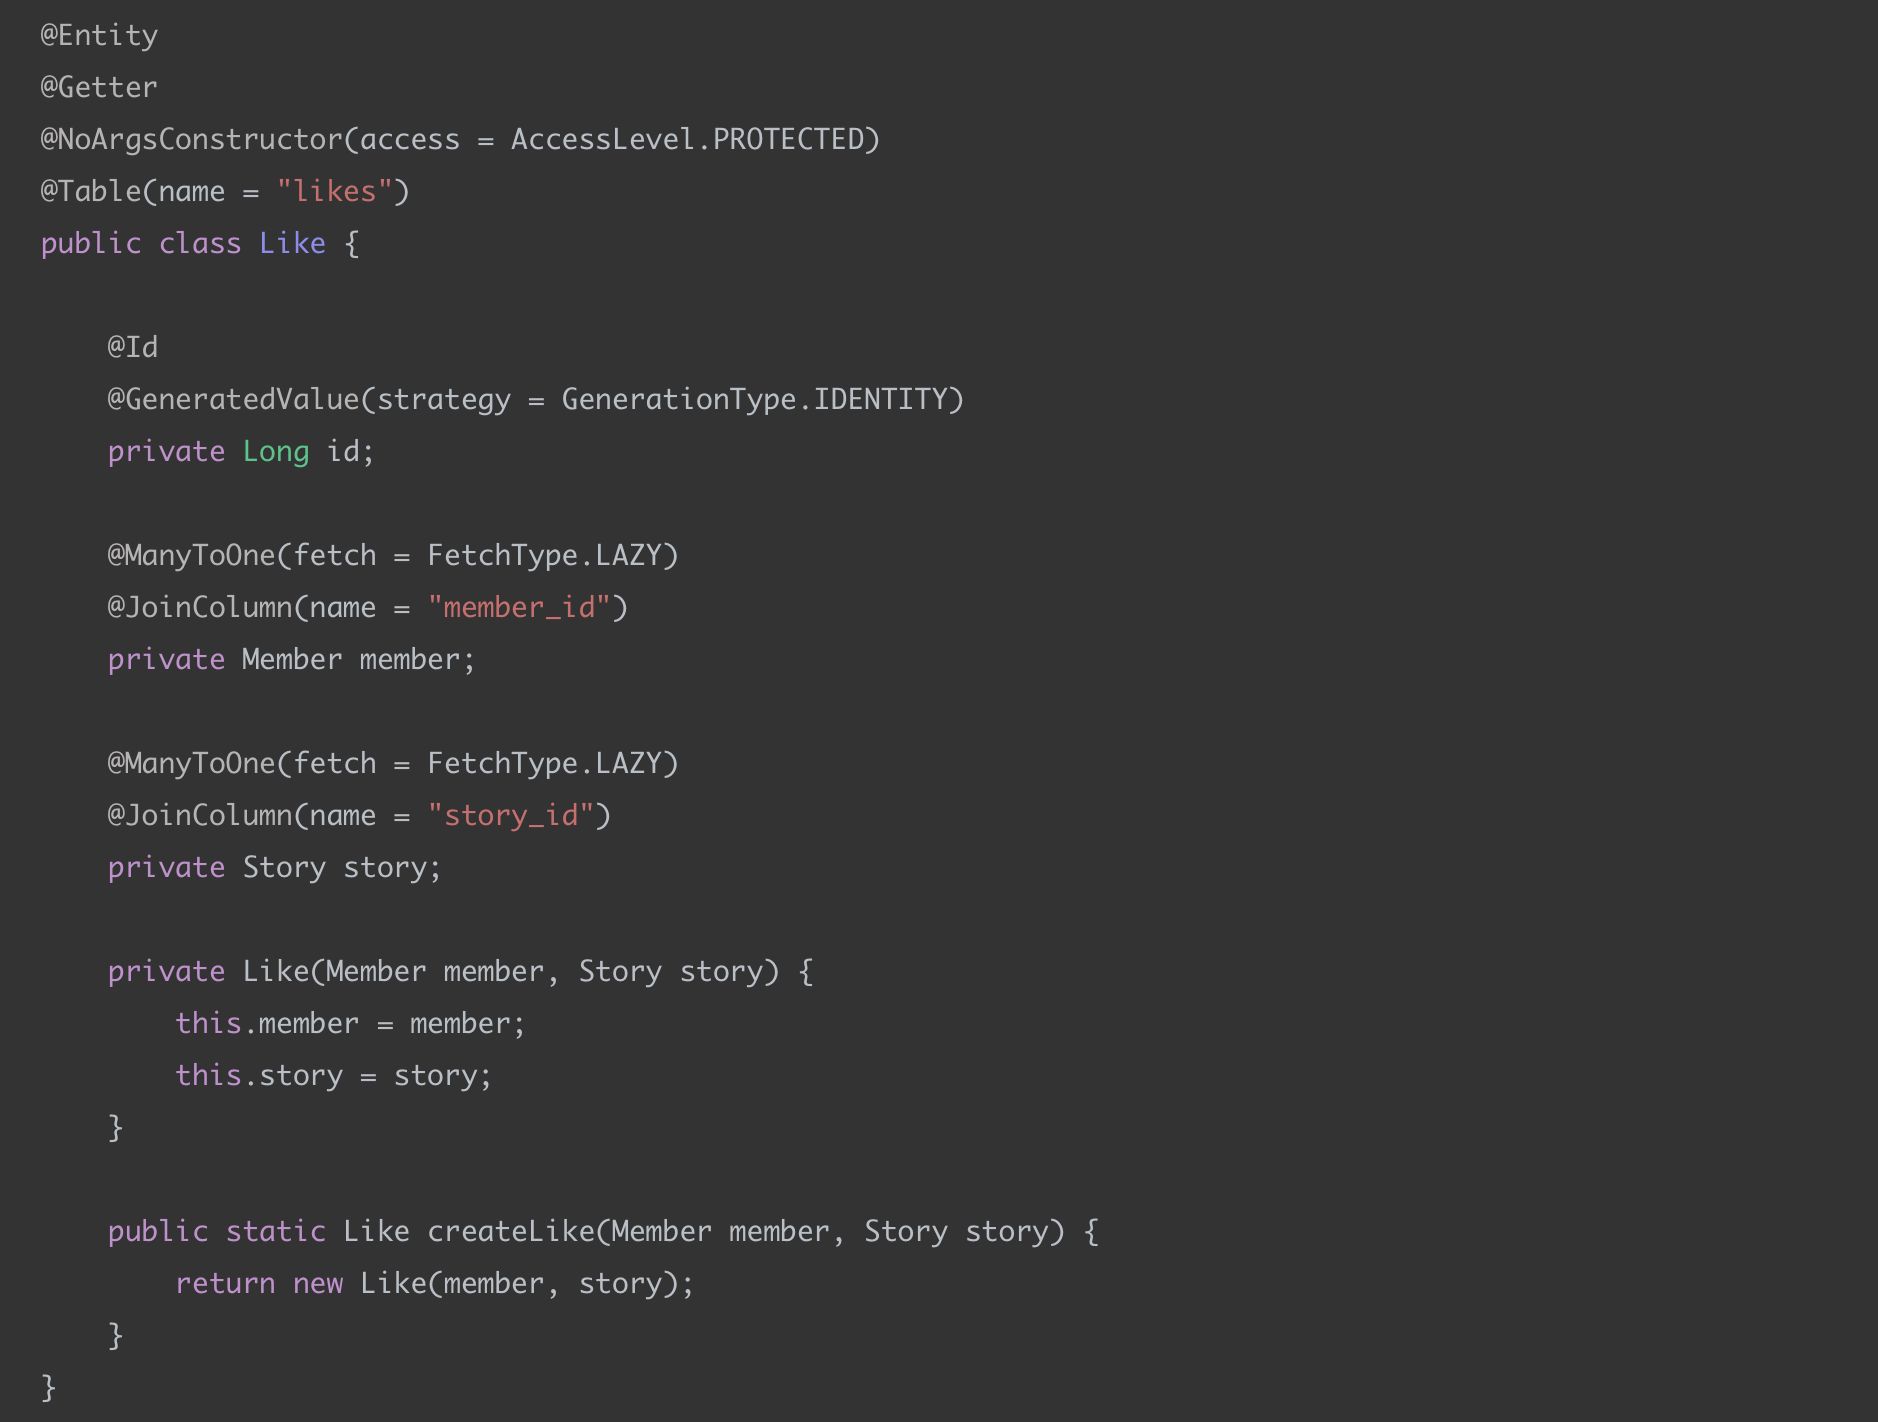 @Entity
@Getter
@NoArgsConstructor(access = AccessLevel.PROTECTED)
@Table(name = "likes")
public class Like {
    @Id
    @GeneratedValue(strategy = GenerationType.IDENTITY)
    private Long id;
    @ManyToOne(fetch = FetchType.LAZY)
    @JoinColumn(name = "member_id")
    private Member member;
    @ManyToOne(fetch = FetchType.LAZY)
    @JoinColumn(name = "story_id")
    private Story story;
    private Like(Member member, Story story) {
        this.member = member;
        this.story = story;
    }
    public static Like createLike(Member member, Story story) {
        return new Like(member, story);
    }
}